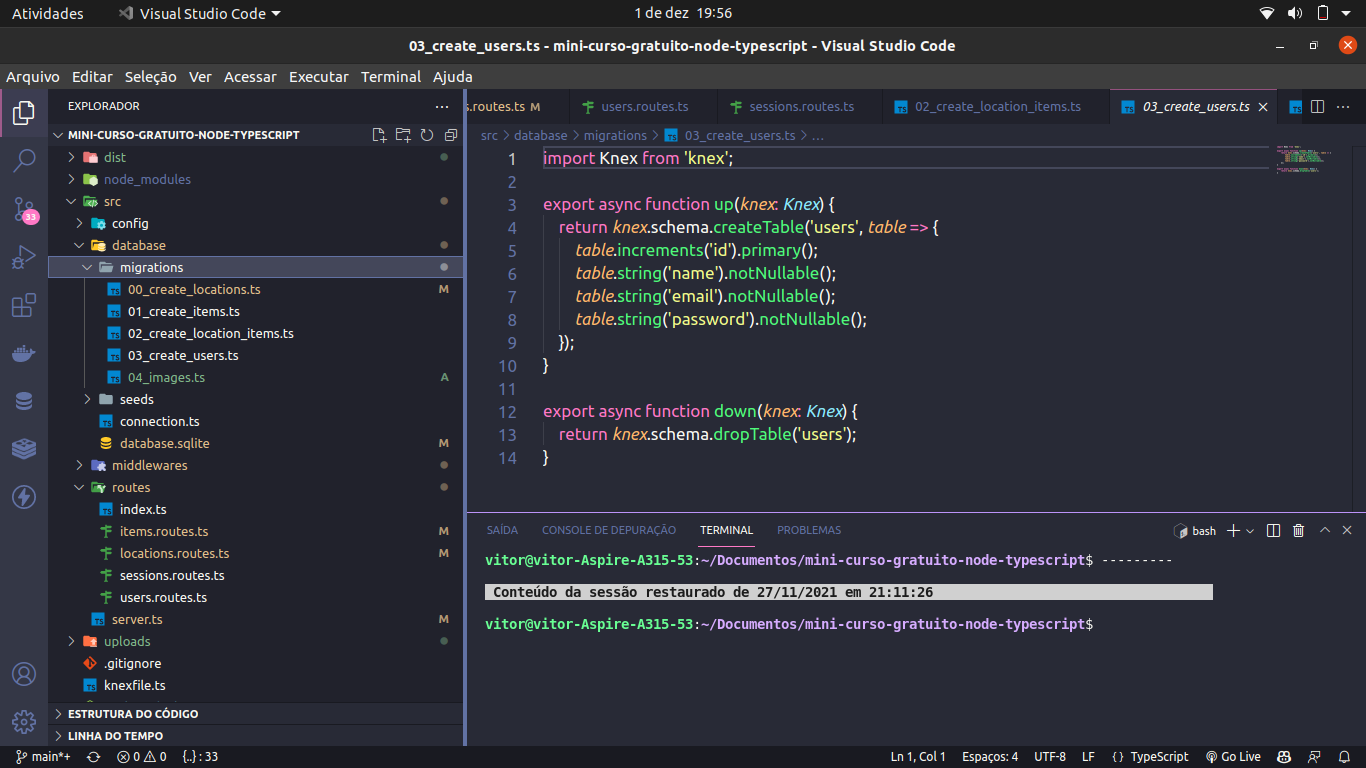 Atividades
Visual Studio Code
1 de dez 19:56
03_create_users.ts - mini-curso-gratuito-node-typescript - Visual Studio Code
Arquivo Editar Seleção Ver Acessar Executar Terminal Ajuda
EXPLORADOR
MINI-CURSO-GRATUITO-NODE-TYPESCRIPT
dist
node_modules
src
config
database
migrations
00_create_locations.ts M
01_create_items.ts
02_create_location_items.ts
03_create_users.ts
04_images.ts A
seeds
connection.ts
database.sqlite M
middlewares
routes
index.ts
items.routes.ts M
locations.routes.ts M
sessions.routes.ts
users.routes.ts
server.ts M
uploads
.gitignore
knexfile.ts
ESTRUTURA DO CÓDIGO
LINHA DO TEMPO
33
s.routes.ts M
users.routes.ts
sessions.routes.ts
02_create_location_items.ts
03_create_users.ts
src > database > migrations > 03_create_users.ts > ...
1 import Knex from 'knex';
2
3 export async function up(knex: Knex) {
4 return knex.schema.createTable('users', table => {
5 table.increments('id').primary();
6 table.string('name').notNullable();
7 table.string('email').notNullable();
8 table.string('password').notNullable();
9 });
10 }
11
12 export async function down(knex: Knex) {
13 return knex.schema.dropTable('users');
14 }
SAÍDA CONSOLE DE DEPURAÇÃO TERMINAL PROBLEMAS
bash
vitor@vitor-Aspire-A315-53:~/Documentos/mini-curso-gratuito-node-typescript$ ---------
Conteúdo da sessão restaurado de 27/11/2021 em 21:11:26
vitor@vitor-Aspire-A315-53:~/Documentos/mini-curso-gratuito-node-typescript$
main*+ 0 0 {..} : 33
Ln 1, Col 1 Espaços: 4 UTF-8 LF {} TypeScript Go Live